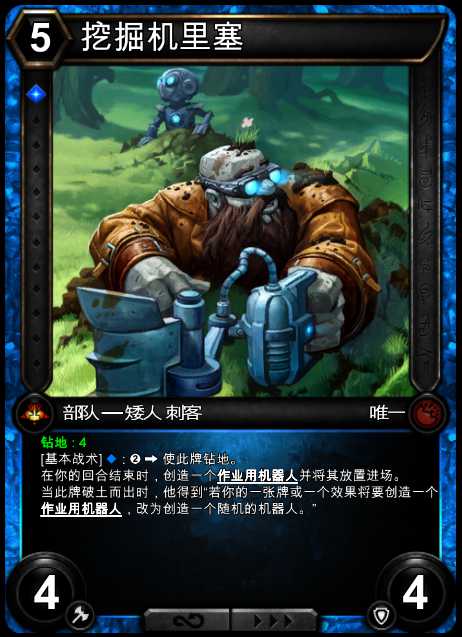 5 挖掘机里塞
部队 — 矮人 刺客 唯一
钻地：4
[基本战术] ：2 使此牌钻地。
在你的回合结束时，创造一个作业用机器人并将其放置进场。
当此牌破土而出时，他得到“若你的一张牌或一个效果将要创造一个
作业用机器人，改为创造一个随机的机器人。”
4 4